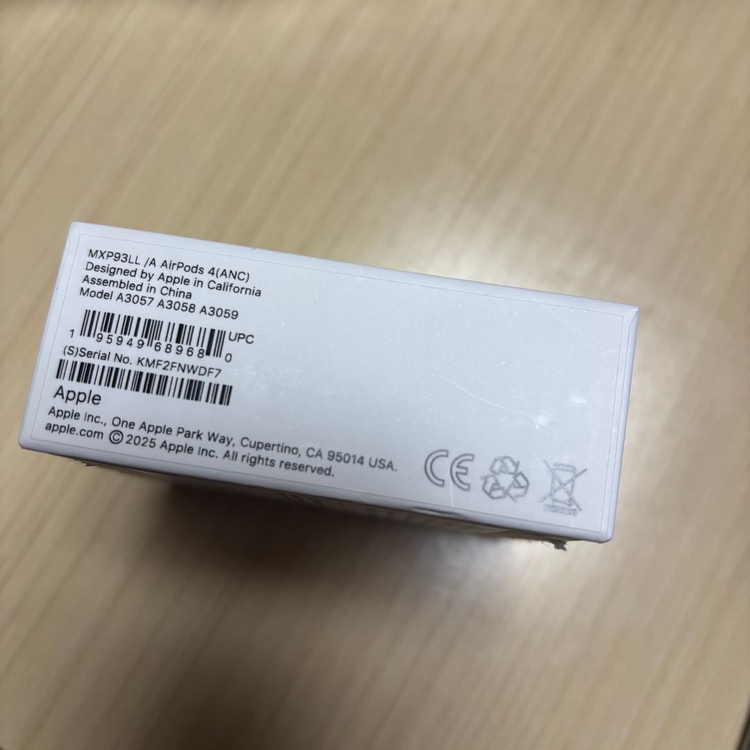 MXP93LL /A AirPods 4(ANC)
Designed by Apple in California
Assembled in China
Model A3057 A3058 A3059
UPC
1 95949 68968 0
(S)Serial No. KMF2FNWDF7
Apple
Apple Inc., One Apple Park Way, Cupertino, CA 95014 USA.
apple.com © 2025 Apple Inc. All rights reserved.
CE